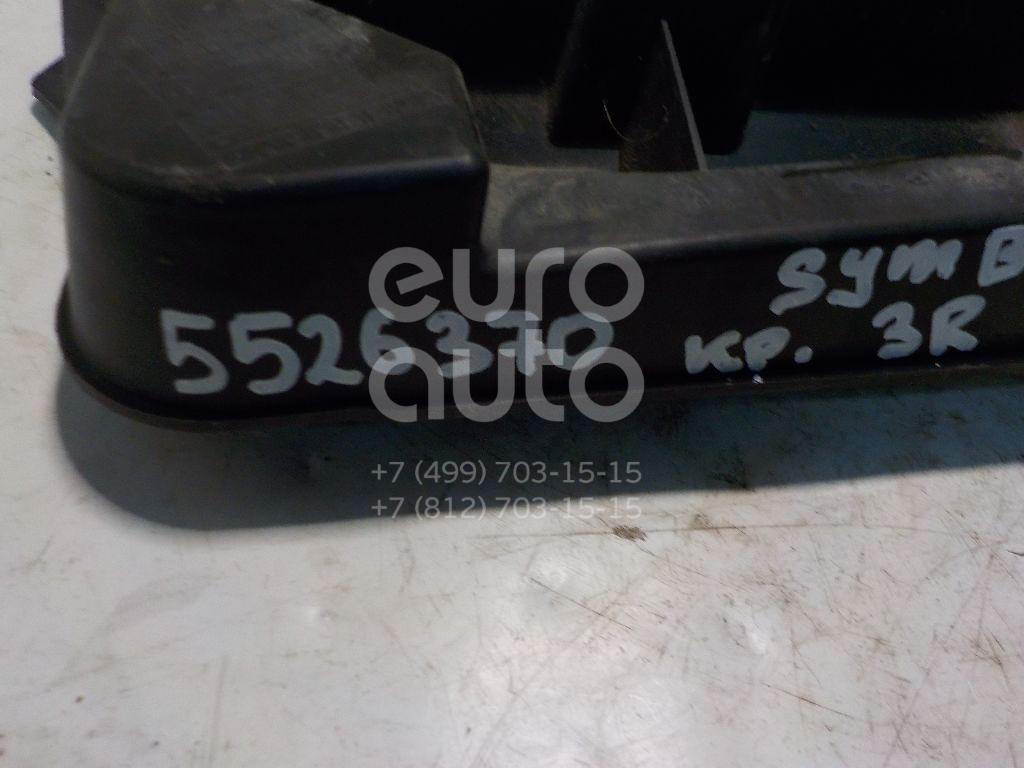 SYMB
5526370 кр. 3R
euro
auto
+7 (499) 703-15-15
+7 (812) 703-15-15